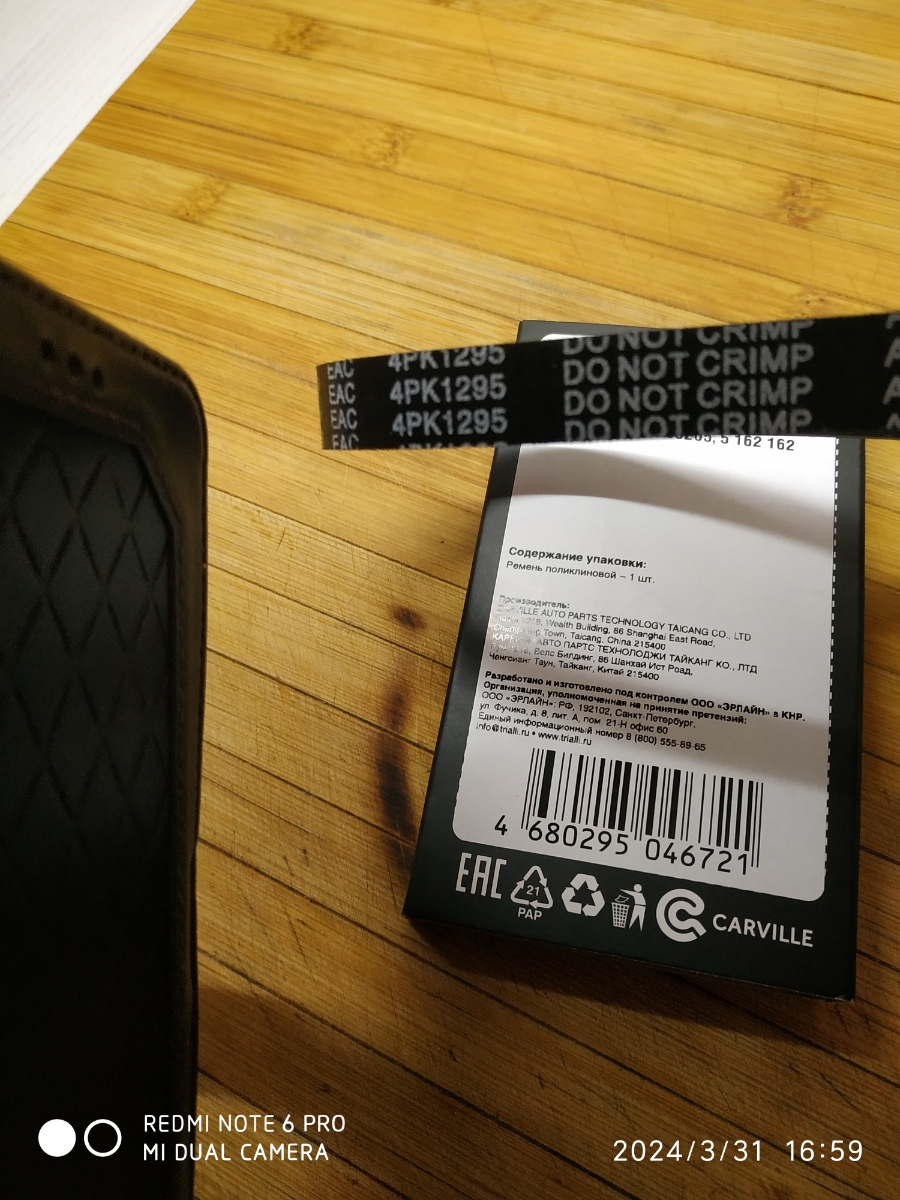 EAC 4PK1295 DO NOT CRIMP
EAC 4PK1295 DO NOT CRIMP
EAC 4PK1295 DO NOT CRIMP
EAC DO NOT CRIMP
5 162 162
Содержание упаковки:
Ремень поликлиновой – 1 шт.
Производитель:
CARVILLE AUTO PARTS TECHNOLOGY TAICANG CO., LTD
Wealth Building, 86 Shanghai East Road,
Town, Taicang, China 215400
АВТО ПАРТС ТЕХНОЛОДЖИ ТАЙКАНГ КО., ЛТД
Велс Билдинг, 86 Шанхай Ист Роад,
Ченгсианг Таун, Тайканг, Китай 215400
Разработано и изготовлено под контролем ООО «ЭРЛАЙН» в КНР.
Организация, уполномоченная на принятие претензий:
ООО «ЭРЛАЙН»: РФ, 192102, Санкт-Петербург,
ул. Фучика, д. 8, лит. А, пом. 21-Н офис 60
Единый информационный номер 8 (800) 555-89-65
info@trialli.ru • www.trialli.ru
4 680295 046721
EAC
21
PAP
CARVILLE
REDMI NOTE 6 PRO
MI DUAL CAMERA
2024/3/31 16:59